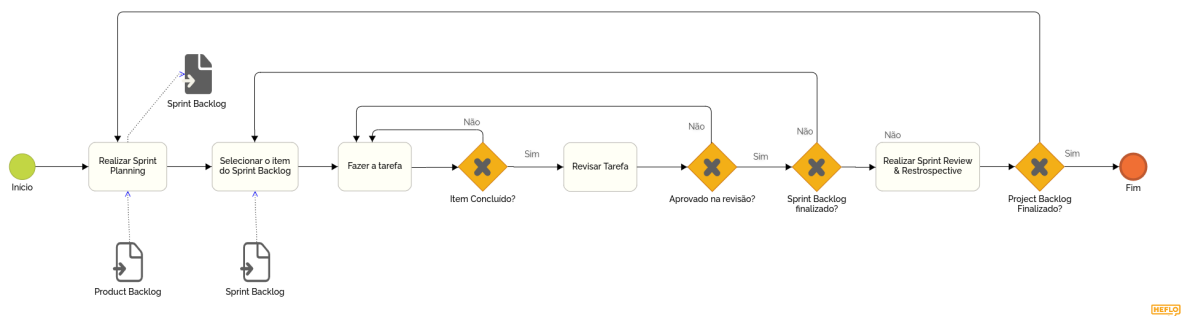 Sprint Backlog
Não
Não
Não
Não
Realizar Sprint
Planning
Selecionar o item
do Sprint Backlog
Fazer a tarefa
Sim
Revisar Tarefa
Sim
Realizar Sprint Review
& Restrospective
Sim
Início
Item Concluído?
Aprovado na revisão?
Sprint Backlog
finalizado?
Project Backlog
Finalizado?
Fim
Product Backlog
Sprint Backlog
HEFLO